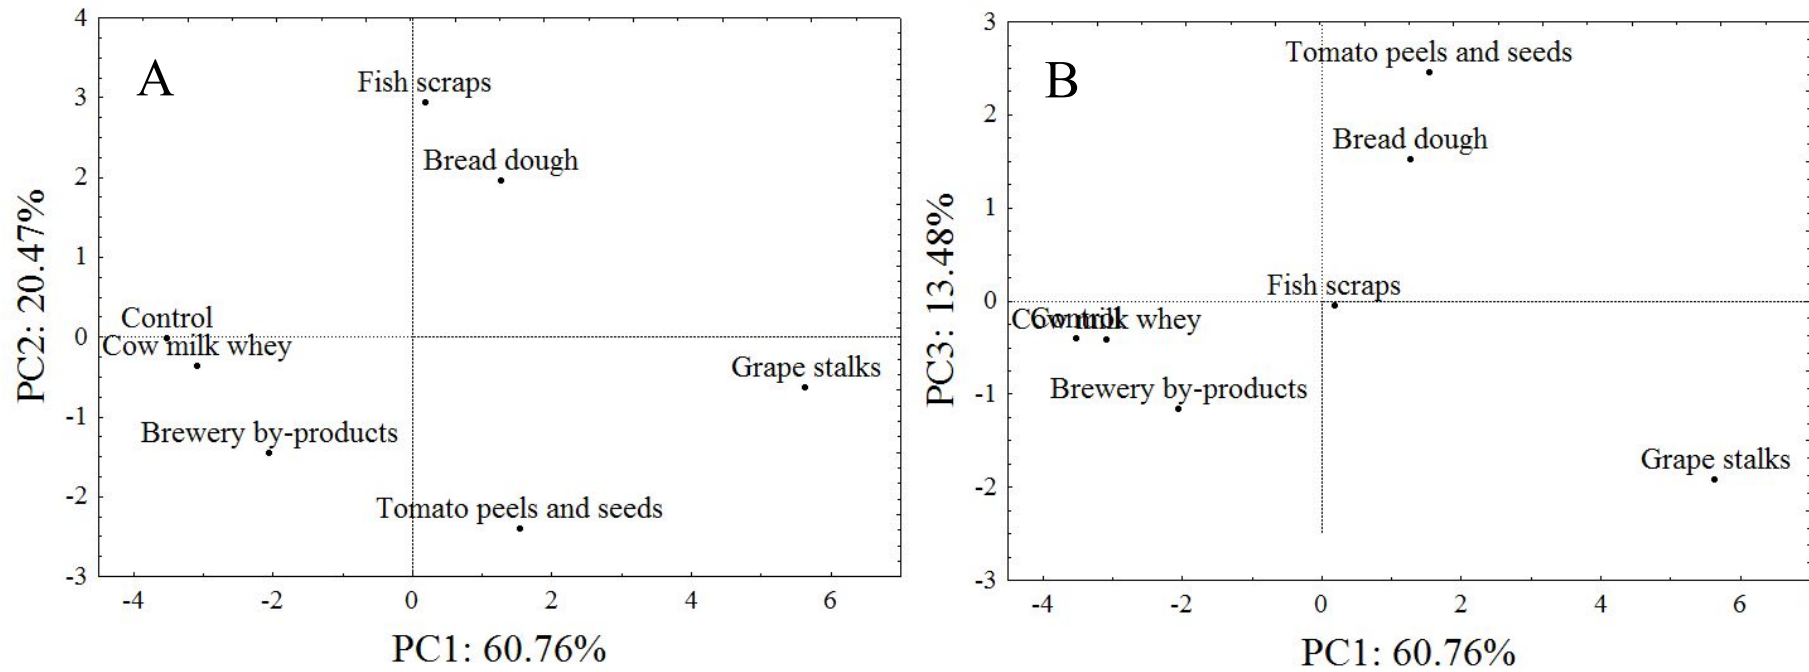 A
4
3
2
1
0
-1
-2
-3
PC2: 20.47%
Fish scraps
Bread dough
Control
Cow milk whey
Grape stalks
Brewery by-products
Tomato peels and seeds
-4 -2 0 2 4 6
PC1: 60.76%
B
3
2
1
0
-1
-2
-3
PC3: 13.48%
Tomato peels and seeds
Bread dough
Fish scraps
Control
Cow milk whey
Brewery by-products
Grape stalks
-4 -2 0 2 4 6
PC1: 60.76%